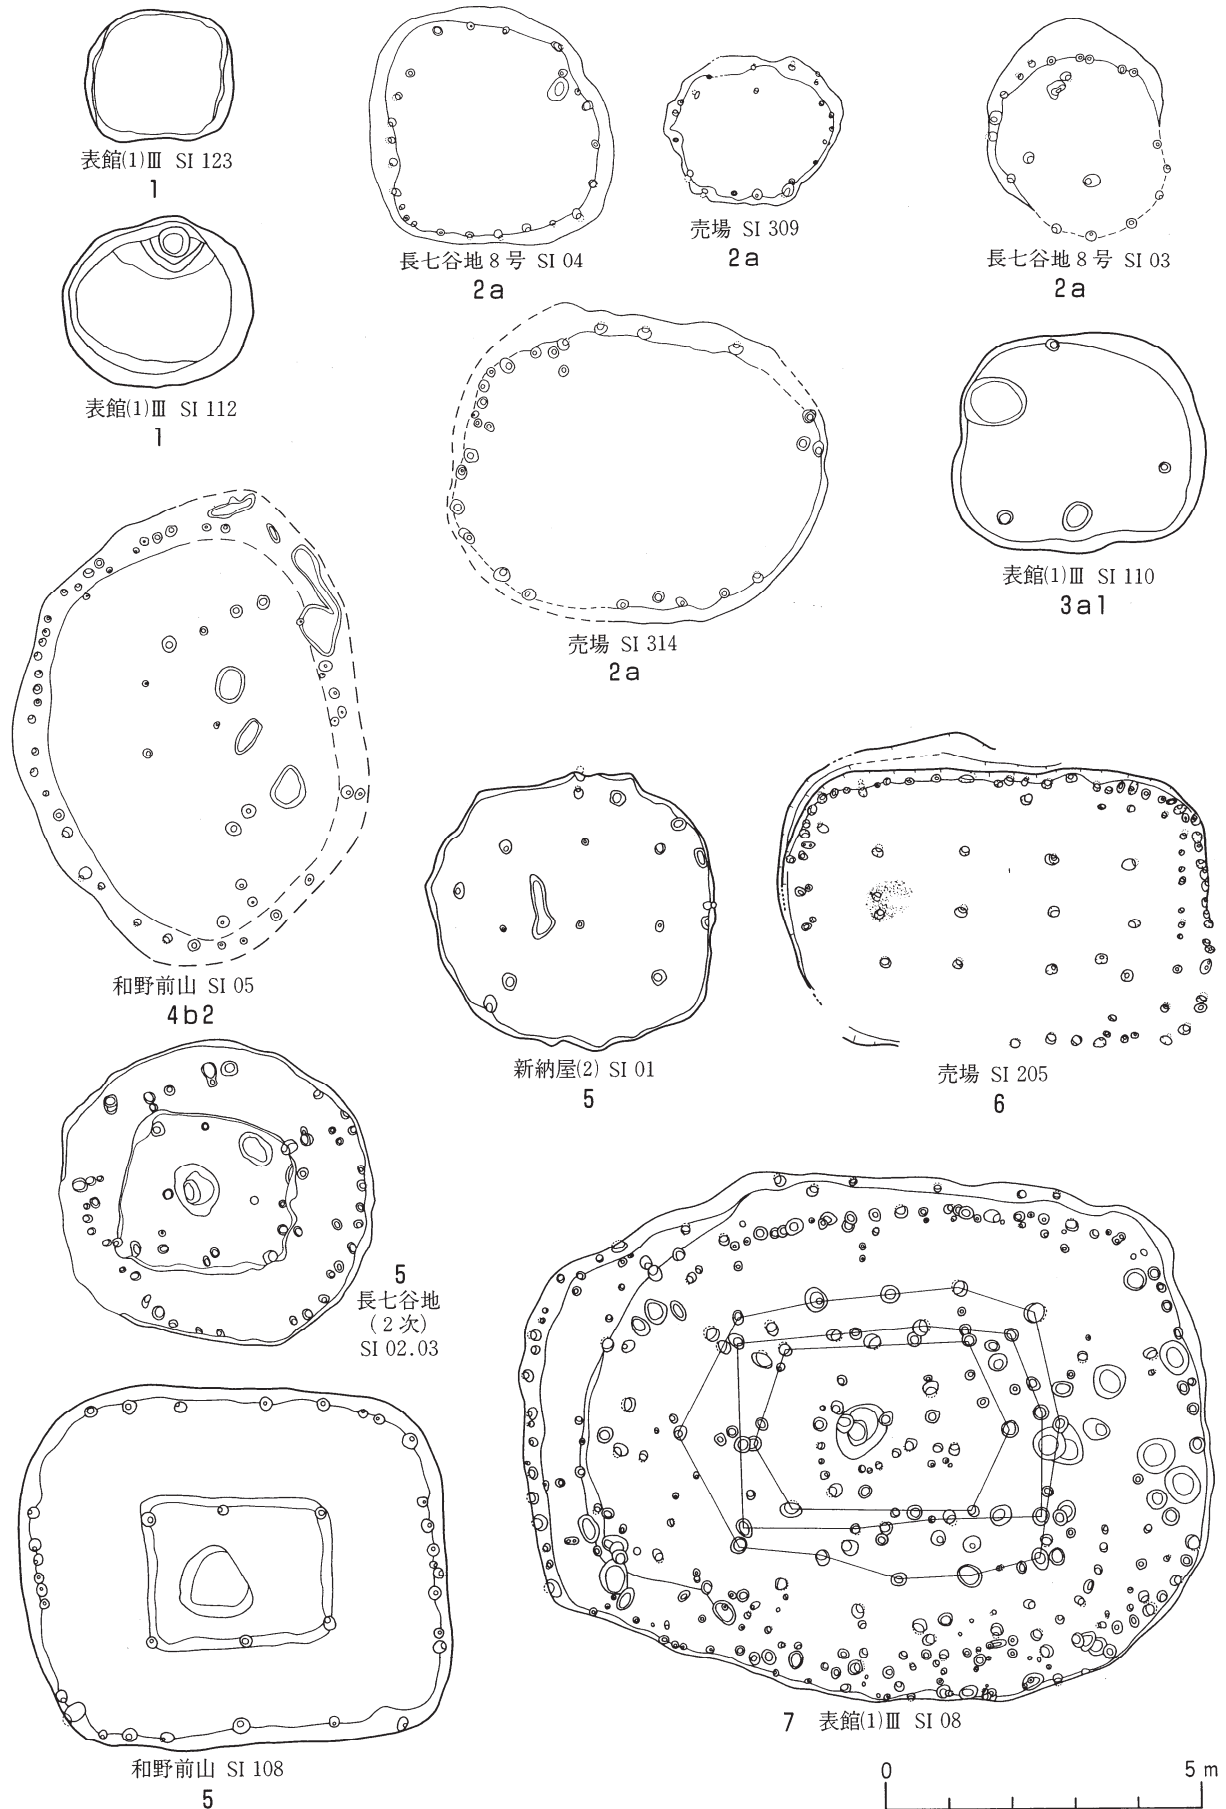 表館(1)Ⅲ SI 123
1
長七谷地8号 SI 04
2a
売場 SI 309
2a
長七谷地8号 SI 03
2a
表館(1)Ⅲ SI 112
1
売場 SI 314
2a
表館(1)Ⅲ SI 110
3a1
和野前山 SI 05
4b2
新納屋(2) SI 01
5
売場 SI 205
6
5
長七谷地
(2次)
SI 02.03
和野前山 SI 108
5
7 表館(1)Ⅲ SI 08
0 5 m